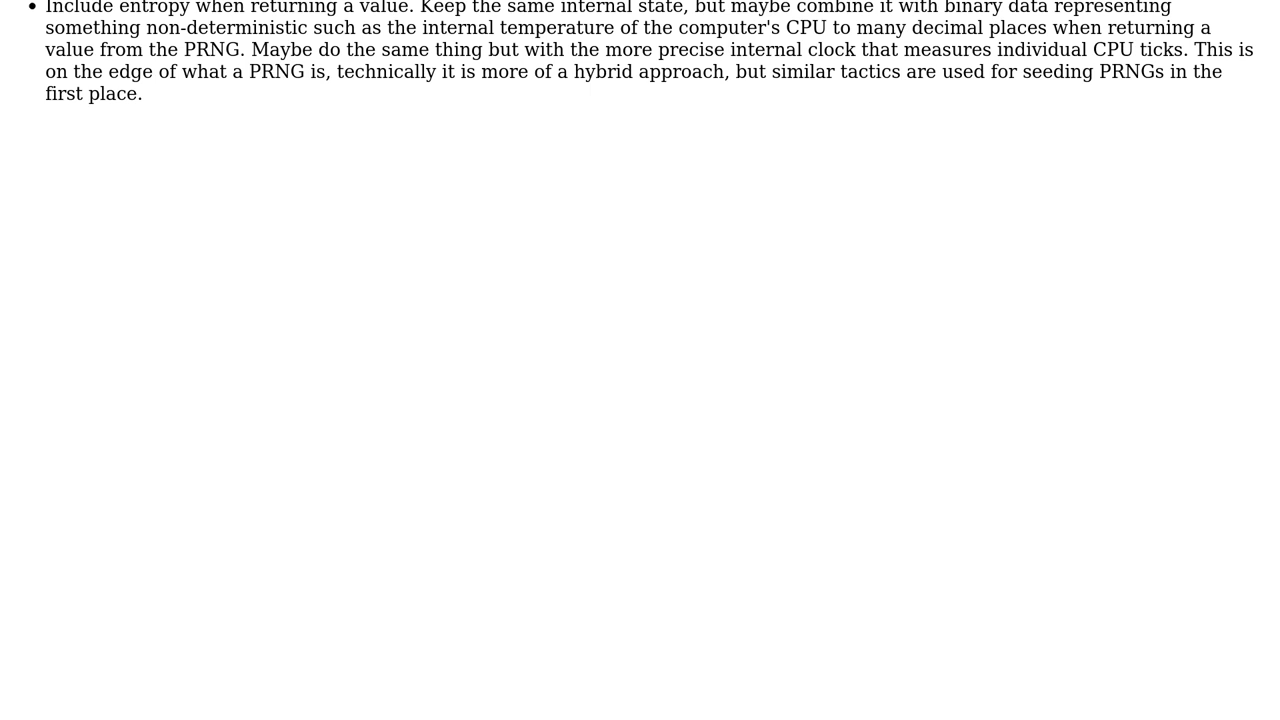 • Include entropy when returning a value. Keep the same internal state, but maybe combine it with binary data representing
something non-deterministic such as the internal temperature of the computer's CPU to many decimal places when returning a
value from the PRNG. Maybe do the same thing but with the more precise internal clock that measures individual CPU ticks. This is
on the edge of what a PRNG is, technically it is more of a hybrid approach, but similar tactics are used for seeding PRNGs in the
first place.